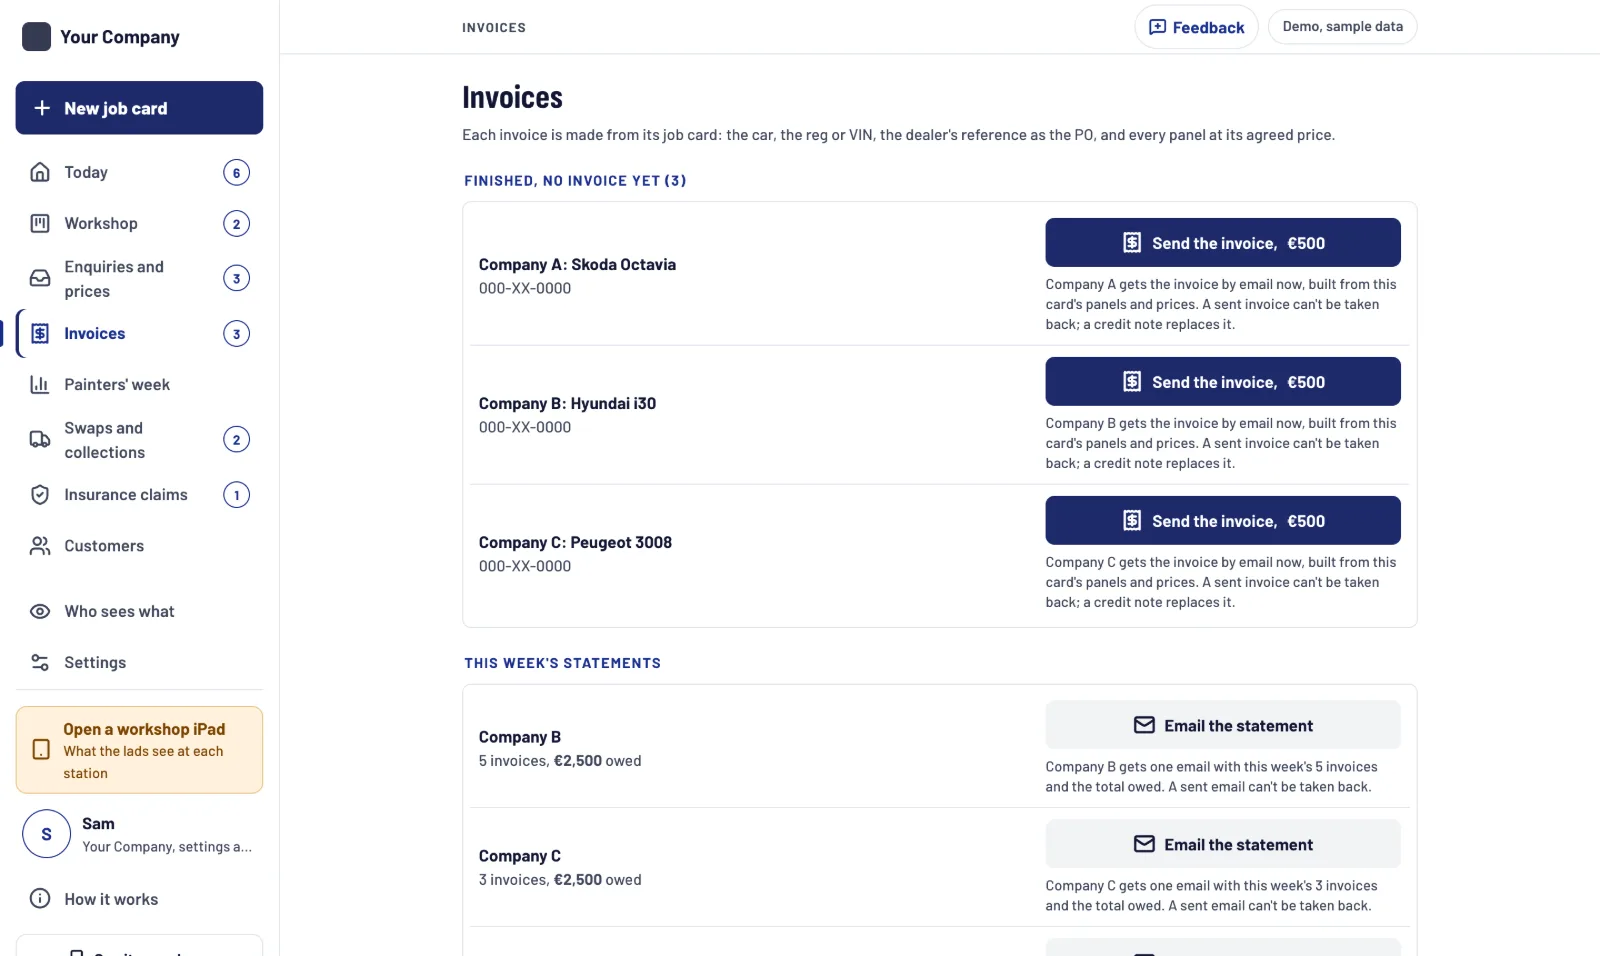 Your Company
New job card
Today 6
Workshop 2
Enquiries and
prices 3
Invoices 3
Painters' week
Swaps and
collections 2
Insurance claims 1
Customers
Who sees what
Settings
Open a workshop iPad
What the lads see at each
station
S
Sam
Your Company, settings a...
How it works
INVOICES
Feedback
Demo, sample data
Invoices
Each invoice is made from its job card: the car, the reg or VIN, the dealer's reference as the PO, and every panel at its agreed price.
FINISHED, NO INVOICE YET (3)
Company A: Skoda Octavia
000-XX-0000
Send the invoice, €500
Company A gets the invoice by email now, built from this
card's panels and prices. A sent invoice can't be taken
back; a credit note replaces it.
Company B: Hyundai i30
000-XX-0000
Send the invoice, €500
Company B gets the invoice by email now, built from this
card's panels and prices. A sent invoice can't be taken
back; a credit note replaces it.
Company C: Peugeot 3008
000-XX-0000
Send the invoice, €500
Company C gets the invoice by email now, built from this
card's panels and prices. A sent invoice can't be taken
back; a credit note replaces it.
THIS WEEK'S STATEMENTS
Company B
5 invoices, €2,500 owed
Email the statement
Company B gets one email with this week's 5 invoices
and the total owed. A sent email can't be taken back.
Company C
3 invoices, €2,500 owed
Email the statement
Company C gets one email with this week's 3 invoices
and the total owed. A sent email can't be taken back.